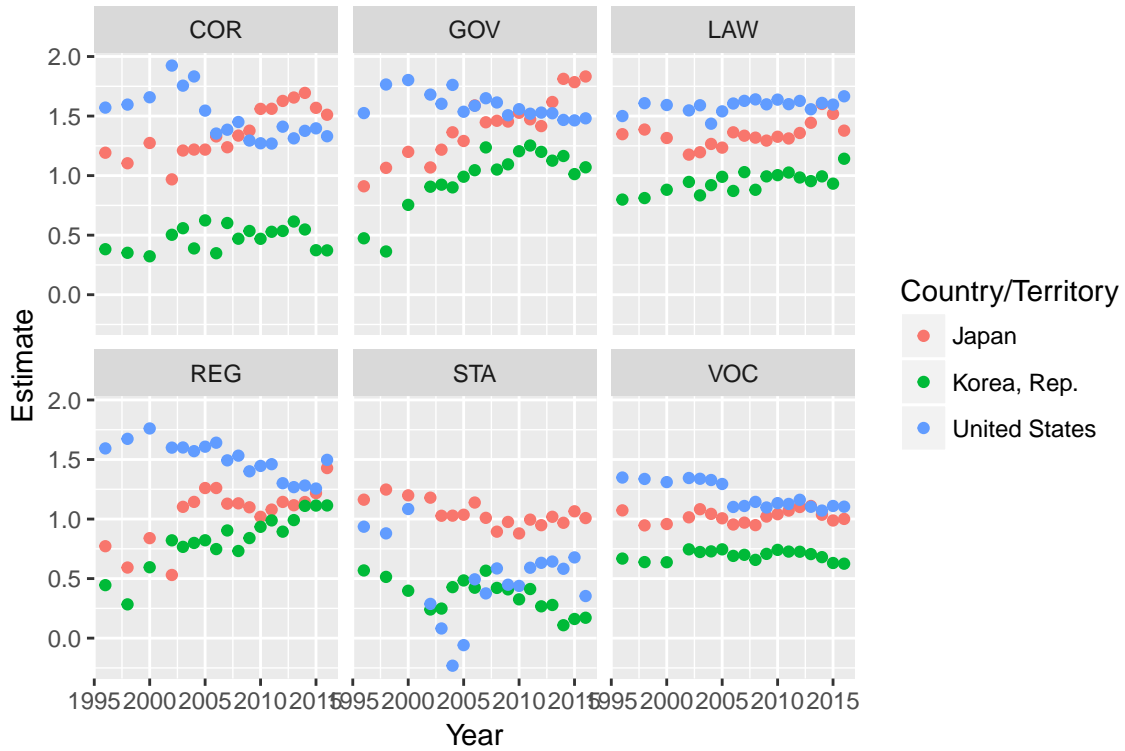 COR GOV LAW
2.0
1.5
1.0
0.5
0.0
REG STA VOC
2.0
1.5
1.0
0.5
0.0
1995 2000 2005 2010 2015 1995 2000 2005 2010 2015 1995 2000 2005 2010 2015
Estimate
Year
Country/Territory
Japan
Korea, Rep.
United States